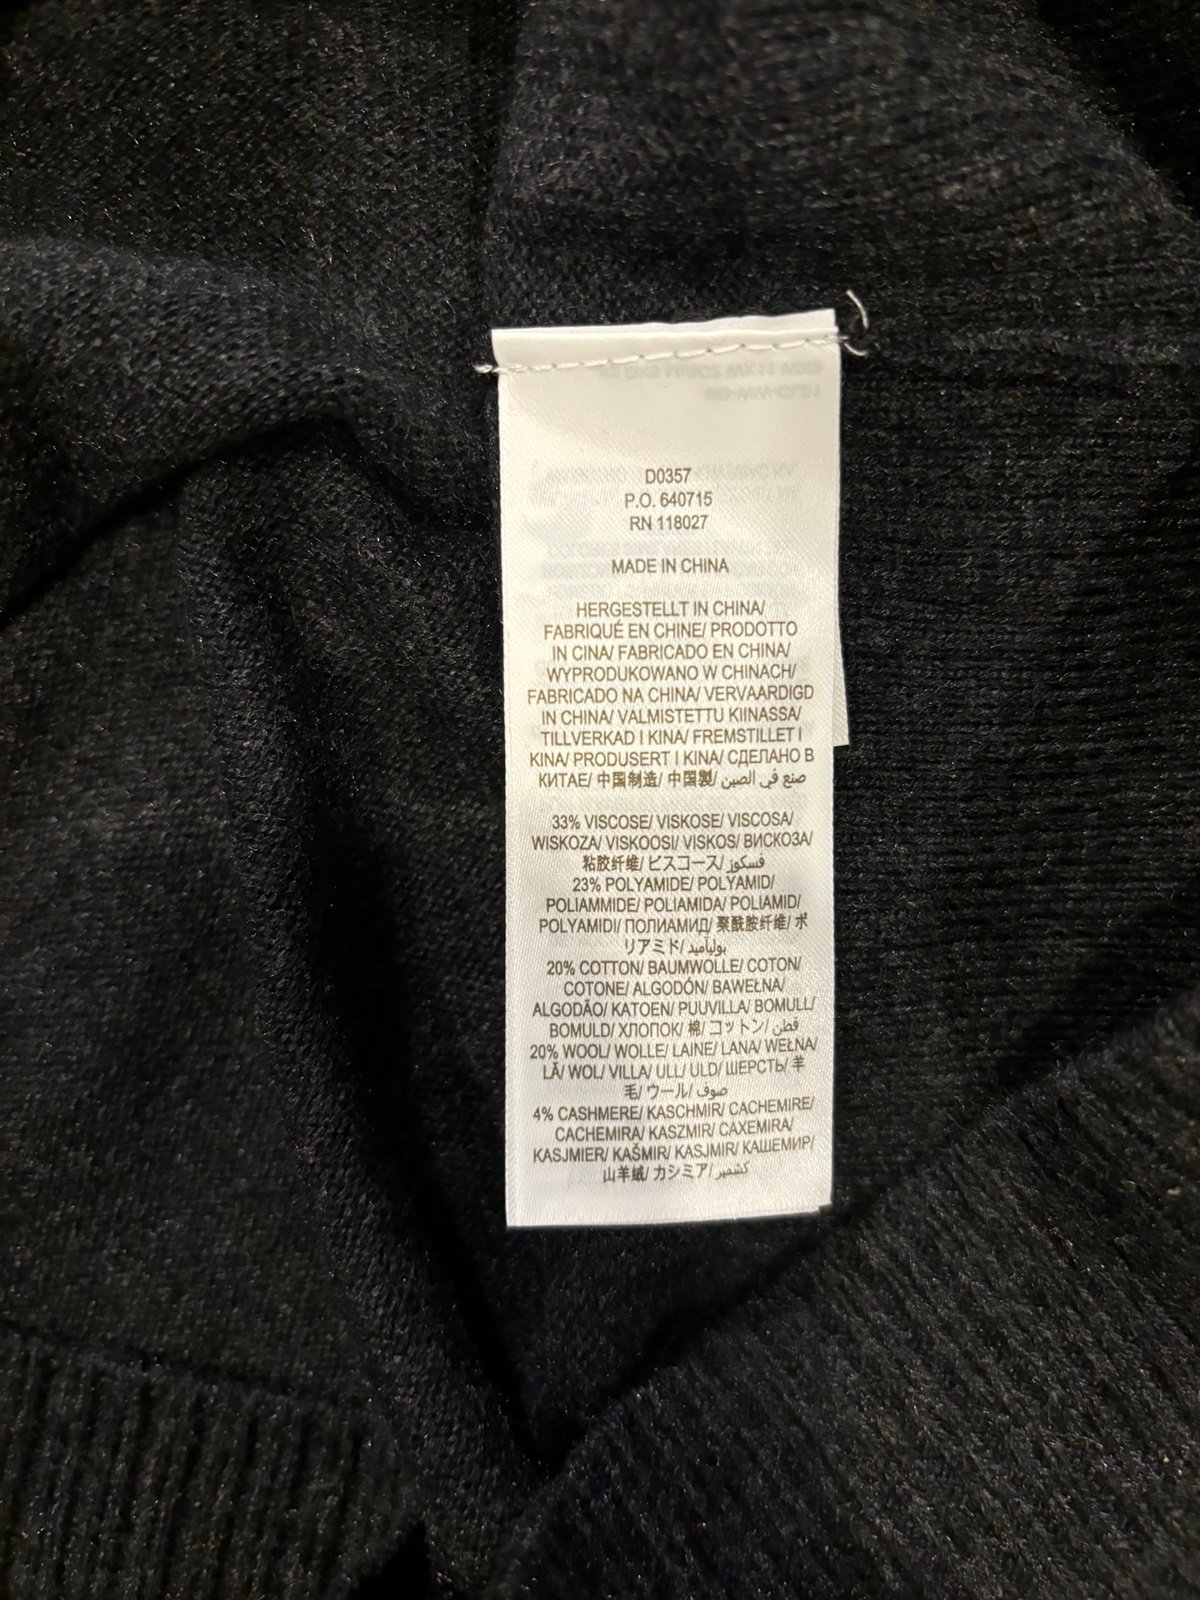 D0357
P.O. 640715
RN 118027
MADE IN CHINA
HERGESTELLT IN CHINA/
FABRIQUÉ EN CHINE/ PRODOTTO
IN CINA/ FABRICADO EN CHINA/
WYPRODUKOWANO W CHINACH/
FABRICADO NA CHINA/ VERVAARDIGD
IN CHINA/ VALMISTETTU KIINASSA/
TILLVERKAD I KINA/ FREMSTILLET I
KINA/ PRODUSERT I KINA/ СДЕЛАНО В
КИТАЕ/ 中国制造/ 中国製/ صنع في الصين
33% VISCOSE/ VISKOSE/ VISCOSA/
WISKOZA/ VISKOOSI/ VISKOS/ ВИСКОЗА/
粘胶纤维/ ビスコース/ فسكوز
23% POLYAMIDE/ POLYAMID/
POLIAMMIDE/ POLIAMIDA/ POLIAMID/
POLYAMIDI/ ПОЛИАМИД/ 聚酰胺纤维/ ポ
リアミド/ بولياميد
20% COTTON/ BAUMWOLLE/ COTON/
COTONE/ ALGODÓN/ BAWEŁNA/
ALGODÃO/ KATOEN/ PUUVILLA/ BOMULL/
BOMULD/ ХЛОПОК/ 棉/ コットン/ قطن
20% WOOL/ WOLLE/ LAINE/ LANA/ WEŁNA/
LÃ/ WOL/ VILLA/ ULL/ ULD/ ШЕРСТЬ/ 羊
毛/ ウール/ صوف
4% CASHMERE/ KASCHMIR/ CACHEMIRE/
CACHEMIRA/ KASZMIR/ CAXEMIRA/
KASJMIER/ KAŠMIR/ KASJMIR/ КАШЕМИР/
山羊绒/ カシミア/ كشمير